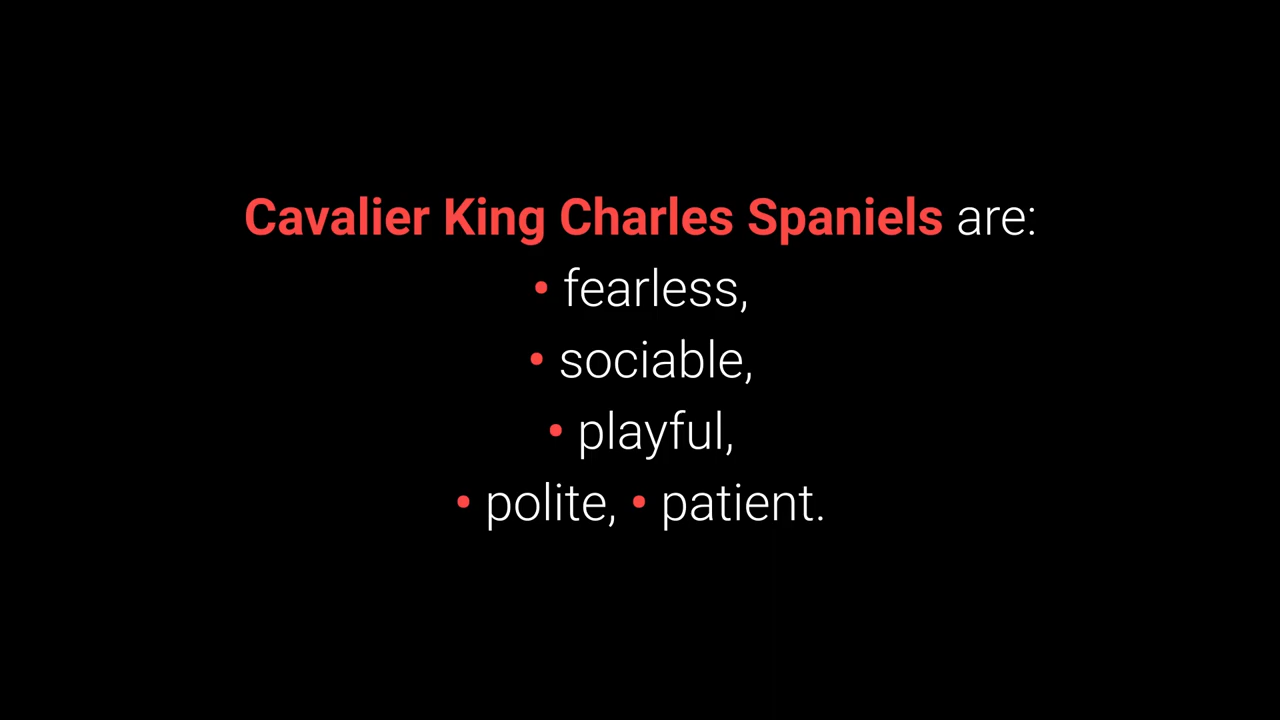 Cavalier King Charles Spaniels are:
• fearless,
• sociable,
• playful,
• polite, • patient.